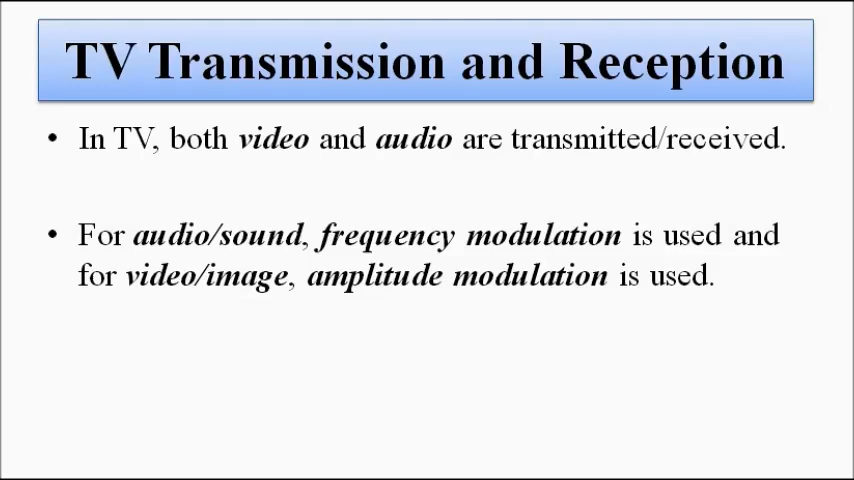 TV Transmission and Reception
• In TV, both video and audio are transmitted/received.
• For audio/sound, frequency modulation is used and
for video/image, amplitude modulation is used.